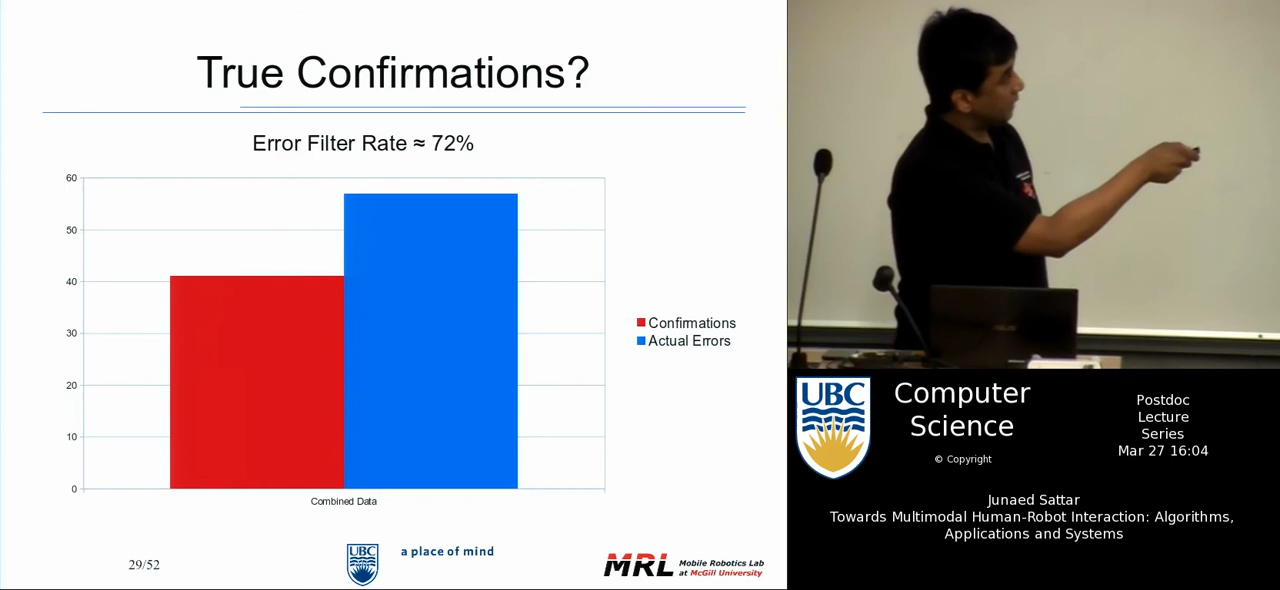 True Confirmations?
Error Filter Rate ≈ 72%
60
50
40
30
20
10
0
Combined Data
Confirmations
Actual Errors
29/52
UBC
a place of mind
MRL
Mobile Robotics Lab
at McGill University
UBC
Computer
Science
© Copyright
Postdoc
Lecture
Series
Mar 27 16:04
Junaed Sattar
Towards Multimodal Human-Robot Interaction: Algorithms,
Applications and Systems